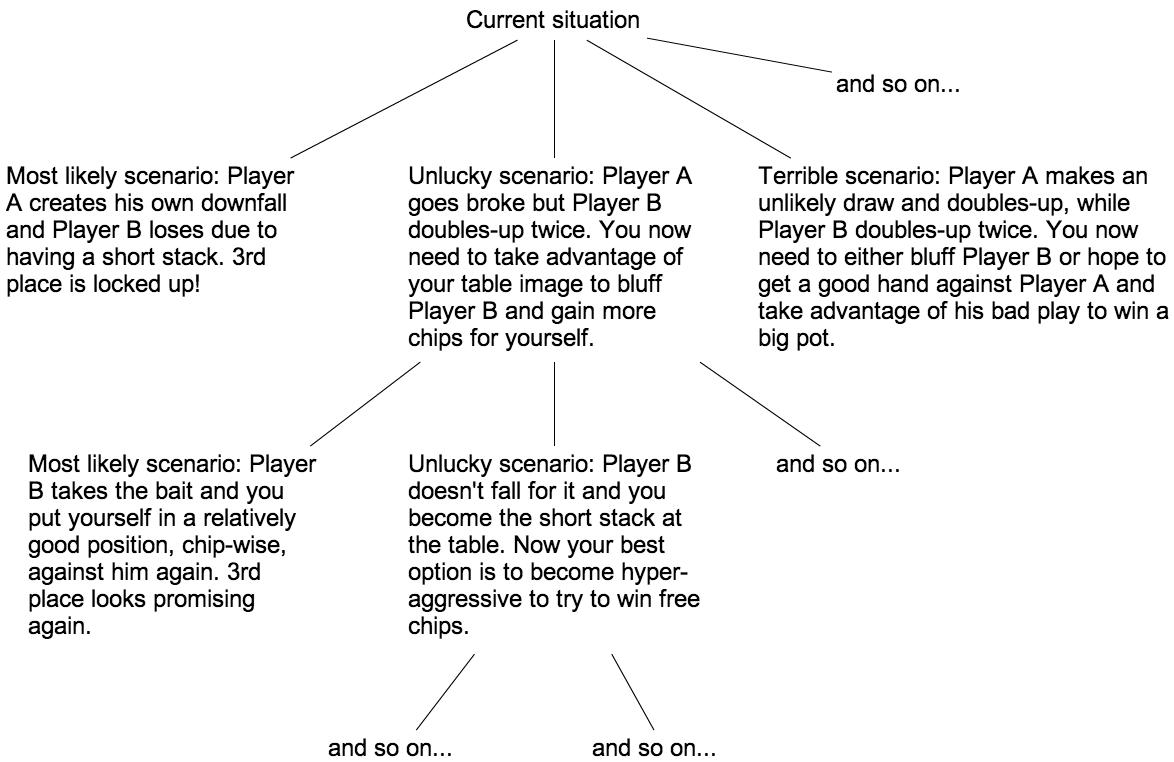 Current situation
and so on...
Most likely scenario: Player
A creates his own downfall
and Player B loses due to
having a short stack. 3rd
place is locked up!
Unlucky scenario: Player A
goes broke but Player B
doubles-up twice. You now
need to take advantage of
your table image to bluff
Player B and gain more
chips for yourself.
Terrible scenario: Player A makes an
unlikely draw and doubles-up, while
Player B doubles-up twice. You now
need to either bluff Player B or hope to
get a good hand against Player A and
take advantage of his bad play to win a
big pot.
Most likely scenario: Player
B takes the bait and you
put yourself in a relatively
good position, chip-wise,
against him again. 3rd
place looks promising
again.
Unlucky scenario: Player B
doesn't fall for it and you
become the short stack at
the table. Now your best
option is to become hyper-
aggressive to try to win free
chips.
and so on...
and so on...
and so on...